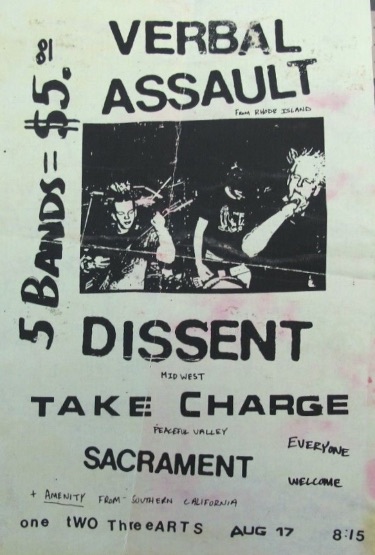 VERBAL
ASSAULT
FROM RHODE ISLAND
5 BANDS = $5.00
DISSENT
MIDWEST
TAKE CHARGE
PEACEFUL VALLEY
SACRAMENT
EVERYONE
WELCOME
+ AMENITY FROM SOUTHERN CALIFORNIA
one tWO ThreeARTS AUG 17 8:15